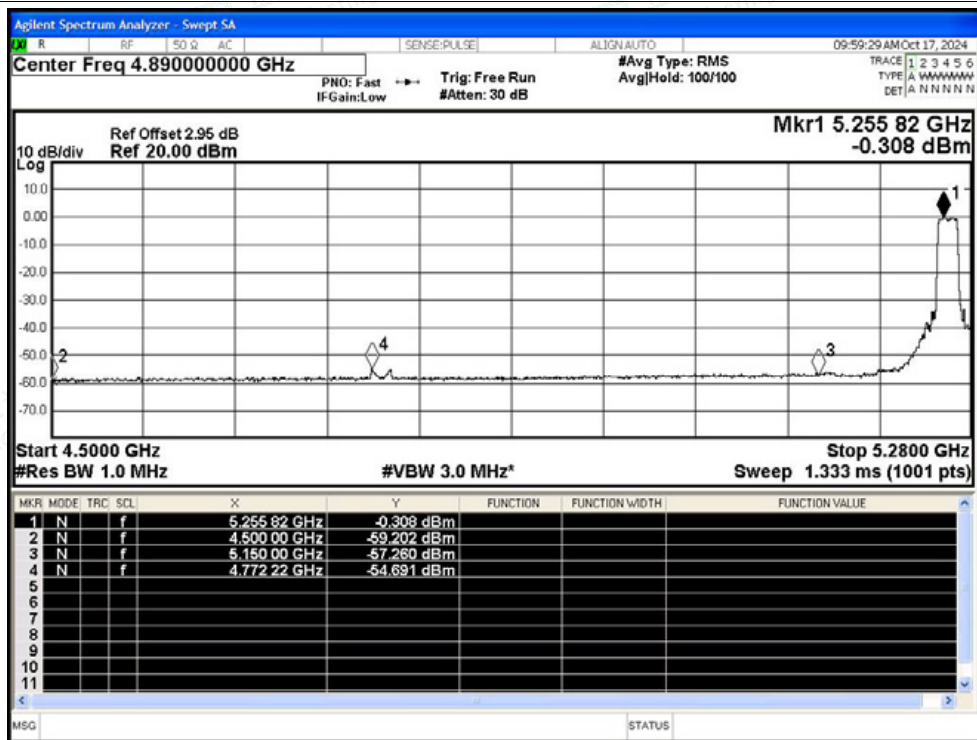 Agilent Spectrum Analyzer - Swept SA
R RF 50 Ω AC SENSE:PULSE ALIGN AUTO 09:59:29 AM Oct 17, 2024
Center Freq 4.890000000 GHz
PNO: Fast
IFGain:Low
Trig: Free Run
#Atten: 30 dB
#Avg Type: RMS
Avg|Hold: 100/100
TRACE 1 2 3 4 5 6
TYPE A WWWWW
DET A N N N N N
Ref Offset 2.95 dB
10 dB/div Ref 20.00 dBm
Log
Mkr1 5.255 82 GHz
-0.308 dBm
10.0
0.00
-10.0
-20.0
-30.0
-40.0
-50.0
-60.0
-70.0
1
2
4
3
Start 4.5000 GHz Stop 5.2800 GHz
#Res BW 1.0 MHz #VBW 3.0 MHz* Sweep 1.333 ms (1001 pts)
MKR MODE TRC SCL X Y FUNCTION FUNCTION WIDTH FUNCTION VALUE
1 N f 5.255 82 GHz -0.308 dBm
2 N f 4.500 00 GHz -59.202 dBm
3 N f 5.150 00 GHz -57.260 dBm
4 N f 4.772 22 GHz -54.691 dBm
5
6
7
8
9
10
11
MSG STATUS